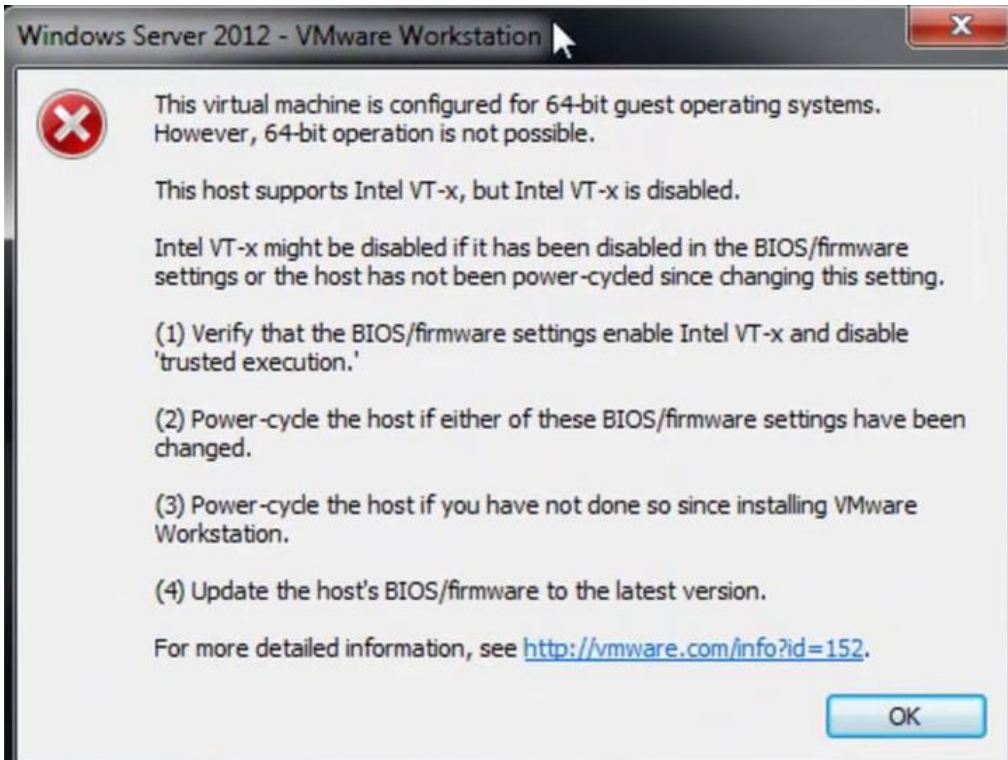 Windows Server 2012 - VMware Workstation
This virtual machine is configured for 64-bit guest operating systems.
However, 64-bit operation is not possible.
This host supports Intel VT-x, but Intel VT-x is disabled.
Intel VT-x might be disabled if it has been disabled in the BIOS/firmware
settings or the host has not been power-cycled since changing this setting.
(1) Verify that the BIOS/firmware settings enable Intel VT-x and disable
'trusted execution.'
(2) Power-cycle the host if either of these BIOS/firmware settings have been
changed.
(3) Power-cycle the host if you have not done so since installing VMware
Workstation.
(4) Update the host's BIOS/firmware to the latest version.
For more detailed information, see http://vmware.com/info?id=152.
OK